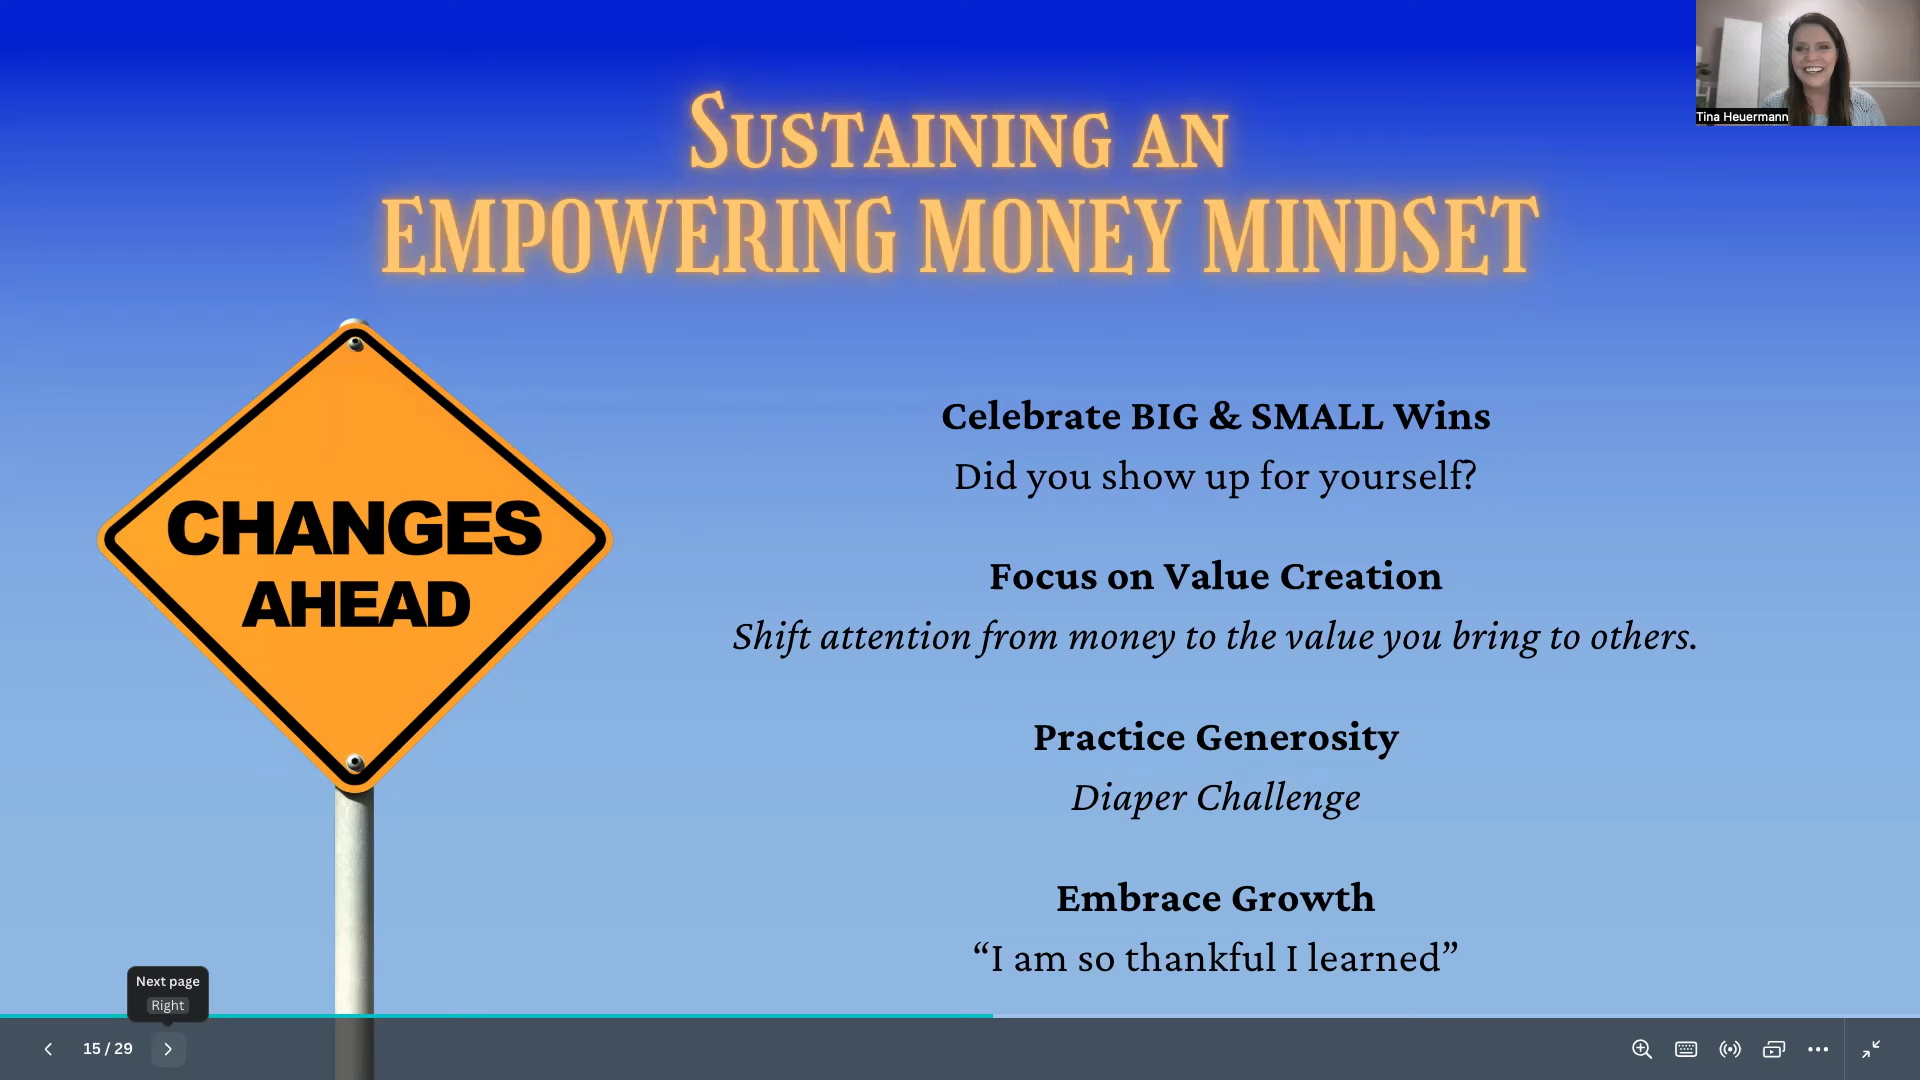 Tina Heuermann
SUSTAINING AN
EMPOWERING MONEY MINDSET
CHANGES
AHEAD
Celebrate BIG & SMALL Wins
Did you show up for yourself?
Focus on Value Creation
Shift attention from money to the value you bring to others.
Practice Generosity
Diaper Challenge
Embrace Growth
“I am so thankful I learned”
Next page
Right
15 / 29